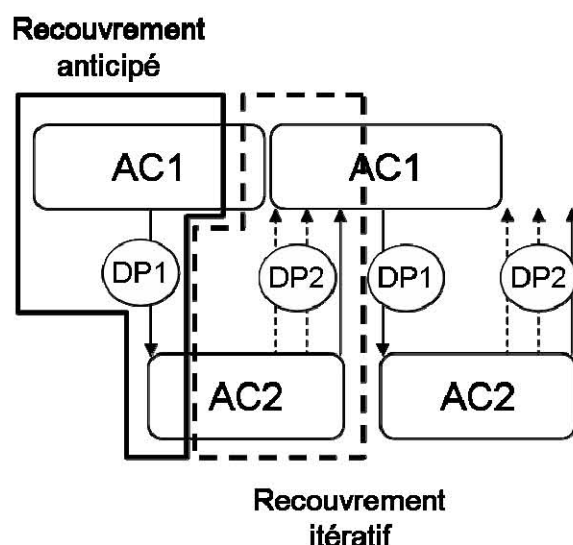 Recouvrement
anticipé
AC1
AC1
DP1
DP2
DP1
DP2
AC2
AC2
Recouvrement
itératif